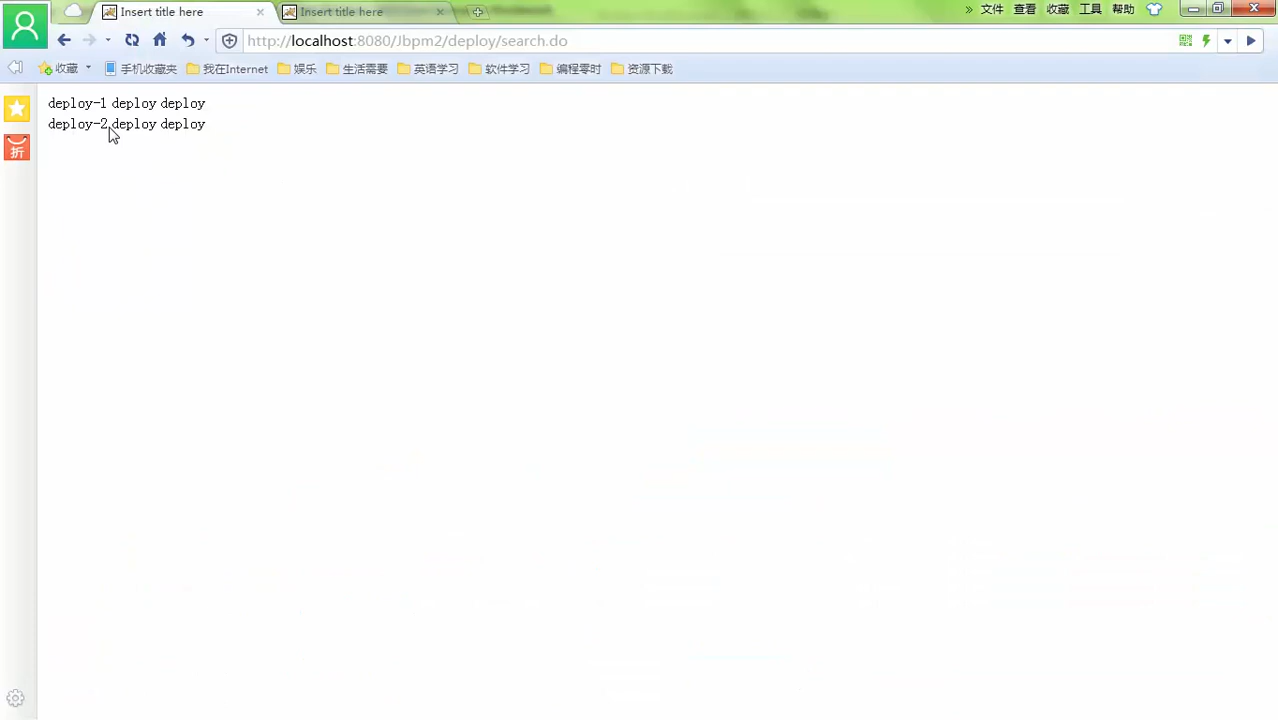 Insert title here
Insert title here
» 文件 查看 收藏 工具 帮助
http://localhost:8080/Jbpm2/deploy/search.do
收藏 手机收藏夹 我在Internet 娱乐 生活需要 英语学习 软件学习 编程零时 资源下载
deploy-1 deploy deploy
deploy-2 deploy deploy
折